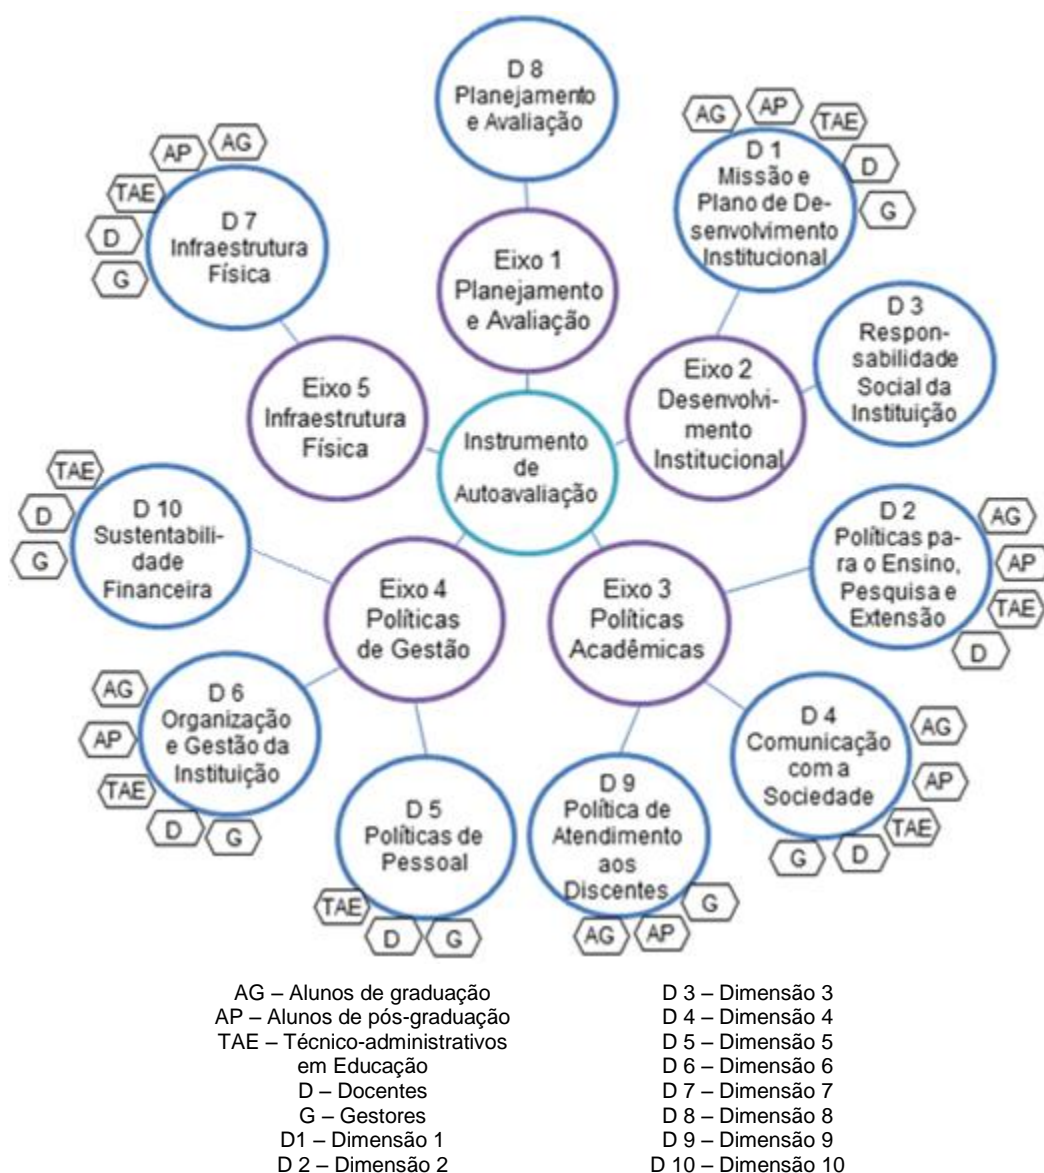 D 8
Planejamento
e Avaliação
AG
AP
TAE
D
G
D 1
Missão e
Plano de De-
senvolvimento
Institucional
AG
AP
TAE
D
G
D 7
Infraestrutura
Física
Eixo 1
Planejamento
e Avaliação
D 3
Respon-
sabilidade
Social da
Instituição
Eixo 2
Desenvolvi-
mento
Institucional
Eixo 5
Infraestrutura
Física
Instrumento
de
Autoavaliação
TAE
D
G
D 10
Sustentabili-
dade
Financeira
D 2
Políticas pa-
ra o Ensino,
Pesquisa e
Extensão
AG
AP
TAE
D
Eixo 4
Políticas
de Gestão
Eixo 3
Políticas
Acadêmicas
AG
AP
TAE
D
G
D 6
Organização
e Gestão da
Instituição
D 4
Comunicação
com a
Sociedade
AG
AP
TAE
D
G
D 5
Políticas de
Pessoal
TAE
D
G
D 9
Política de
Atendimento
aos
Discentes
G
AG
AP
AG – Alunos de graduação
AP – Alunos de pós-graduação
TAE – Técnico-administrativos
em Educação
D – Docentes
G – Gestores
D1 – Dimensão 1
D 2 – Dimensão 2
D 3 – Dimensão 3
D 4 – Dimensão 4
D 5 – Dimensão 5
D 6 – Dimensão 6
D 7 – Dimensão 7
D 8 – Dimensão 8
D 9 – Dimensão 9
D 10 – Dimensão 10